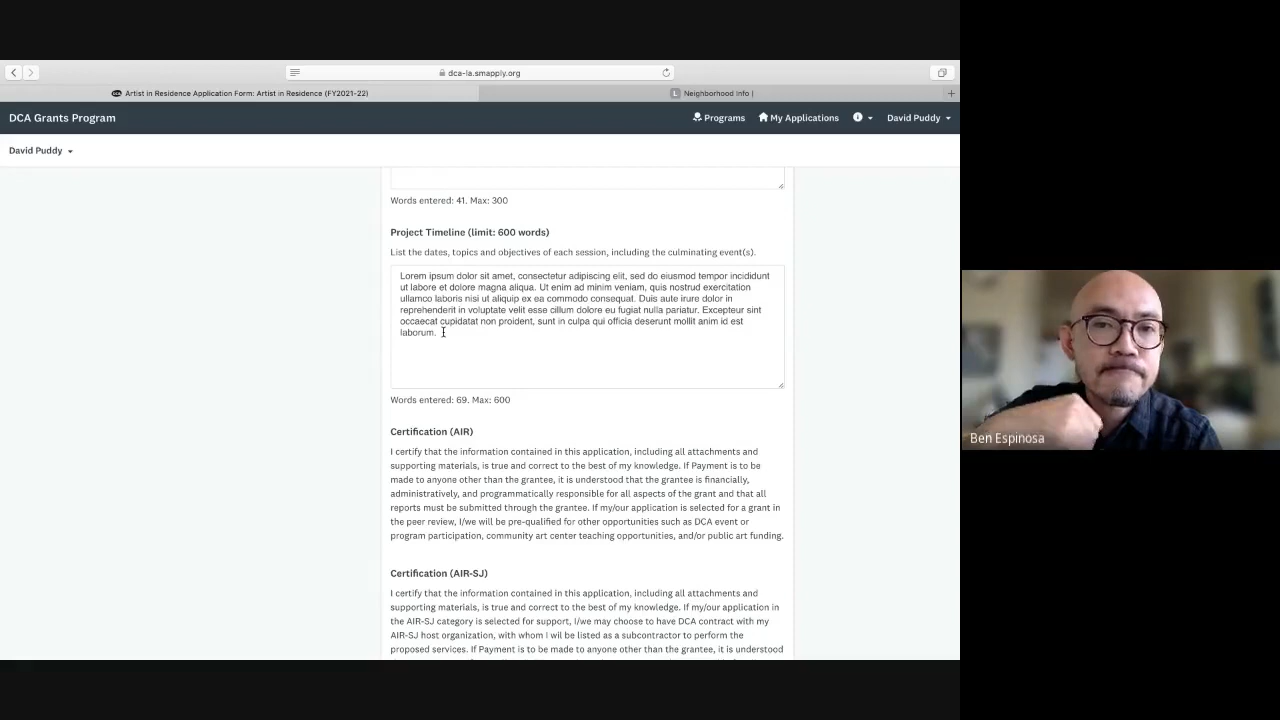 dca-la.smapply.org
Artist in Residence Application Form: Artist in Residence (FY2021-22)
Neighborhood Info |
DCA Grants Program
Programs
My Applications
David Puddy
David Puddy
Words entered: 41. Max: 300
Project Timeline (limit: 600 words)
List the dates, topics and objectives of each session, including the culminating event(s).
Lorem ipsum dolor sit amet, consectetur adipiscing elit, sed do eiusmod tempor incididunt
ut labore et dolore magna aliqua. Ut enim ad minim veniam, quis nostrud exercitation
ullamco laboris nisi ut aliquip ex ea commodo consequat. Duis aute irure dolor in
reprehenderit in voluptate velit esse cillum dolore eu fugiat nulla pariatur. Excepteur sint
occaecat cupidatat non proident, sunt in culpa qui officia deserunt mollit anim id est
laborum.
Words entered: 69. Max: 600
Certification (AIR)
I certify that the information contained in this application, including all attachments and
supporting materials, is true and correct to the best of my knowledge. If Payment is to be
made to anyone other than the grantee, it is understood that the grantee is financially,
administratively, and programmatically responsible for all aspects of the grant and that all
reports must be submitted through the grantee. If my/our application is selected for a grant in
the peer review, I/we will be pre-qualified for other opportunities such as DCA event or
program participation, community art center teaching opportunities, and/or public art funding.
Certification (AIR-SJ)
I certify that the information contained in this application, including all attachments and
supporting materials, is true and correct to the best of my knowledge. If my/our application in
the AIR-SJ category is selected for support, I/we may choose to have DCA contract with my
AIR-SJ host organization, with whom I wil be listed as a subcontractor to perform the
proposed services. If Payment is to be made to anyone other than the grantee, it is understood
Ben Espinosa